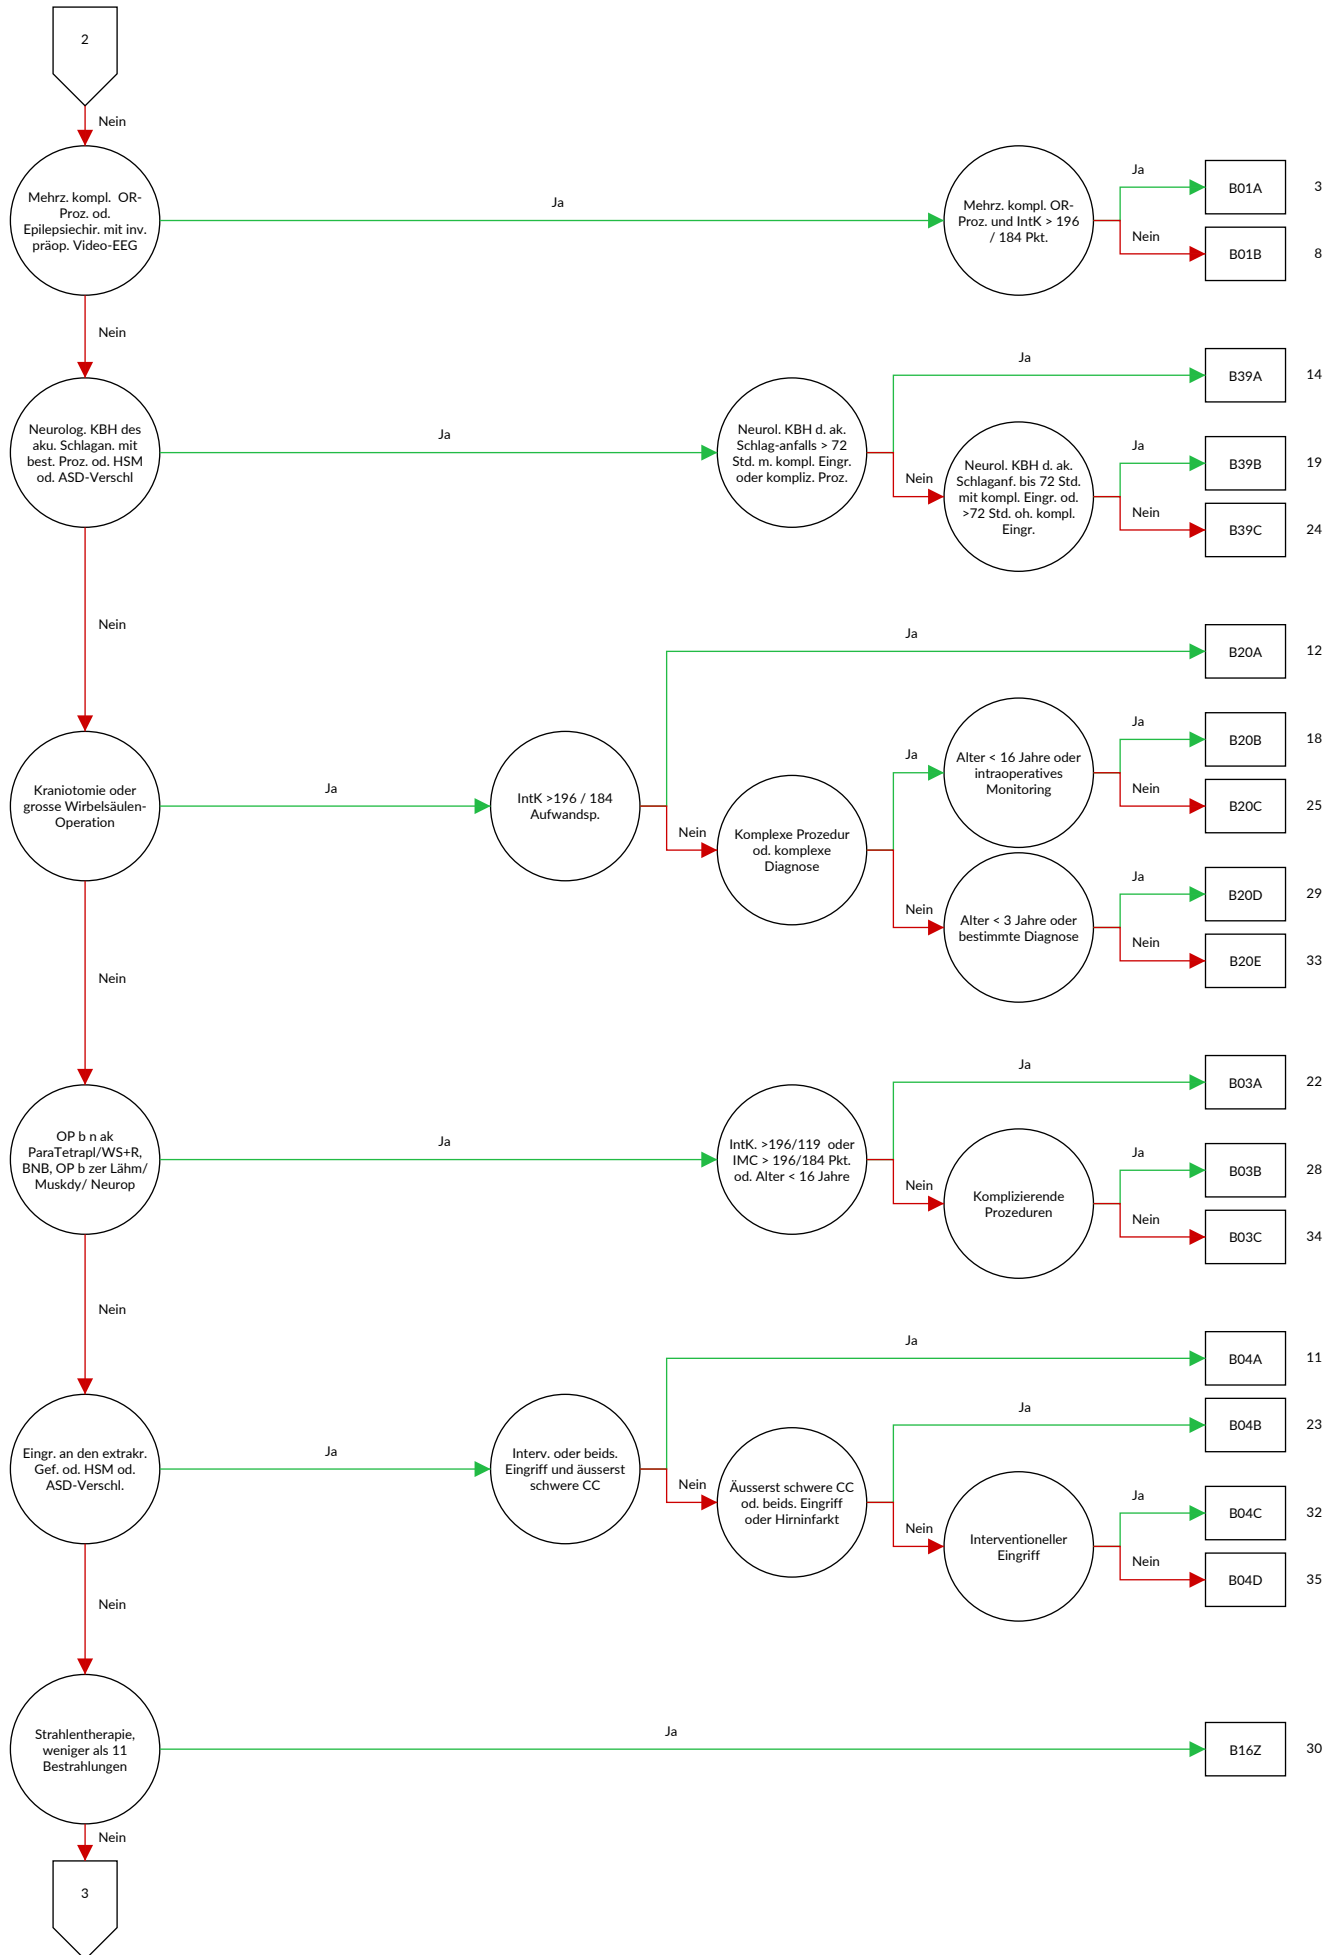 2
Nein
Mehrz. kompl. OR-
Proz. od.
Epilepsiechir. mit inv.
präop. Video-EEG
Ja
Mehrz. kompl. OR-
Proz. und IntK > 196
/ 184 Pkt.
Ja
B01A
3
Nein
B01B
8
Nein
Neurolog. KBH des
aku. Schlagan. mit
best. Proz. od. HSM
od. ASD-Verschl
Ja
Neurol. KBH d. ak.
Schlag-anfalls > 72
Std. m. kompl. Eingr.
oder kompliz. Proz.
Ja
B39A
14
Nein
Neurol. KBH d. ak.
Schlaganf. bis 72 Std.
mit kompl. Eingr. od.
>72 Std. oh. kompl.
Eingr.
Ja
B39B
19
Nein
B39C
24
Nein
Kraniotomie oder
grosse Wirbelsäulen-
Operation
Ja
IntK >196 / 184
Aufwandsp.
Ja
B20A
12
Nein
Komplexe Prozedur
od. komplexe
Diagnose
Ja
Alter < 16 Jahre oder
intraoperatives
Monitoring
Ja
B20B
18
Nein
B20C
25
Nein
Alter < 3 Jahre oder
bestimmte Diagnose
Ja
B20D
29
Nein
B20E
33
Nein
OP b n ak
ParaTetrapl/WS+R,
BNB, OP b zer Lähm/
Muskdy/ Neurop
Ja
IntK. >196/119 oder
IMC > 196/184 Pkt.
od. Alter < 16 Jahre
Ja
B03A
22
Nein
Komplizierende
Prozeduren
Ja
B03B
28
Nein
B03C
34
Nein
Eingr. an den extrakr.
Gef. od. HSM od.
ASD-Verschl.
Ja
Interv. oder beids.
Eingriff und äusserst
schwere CC
Ja
B04A
11
Nein
Äusserst schwere CC
od. beids. Eingriff
oder Hirninfarkt
Ja
B04B
23
Nein
Interventioneller
Eingriff
Ja
B04C
32
Nein
B04D
35
Nein
Strahlentherapie,
weniger als 11
Bestrahlungen
Ja
B16Z
30
Nein
3